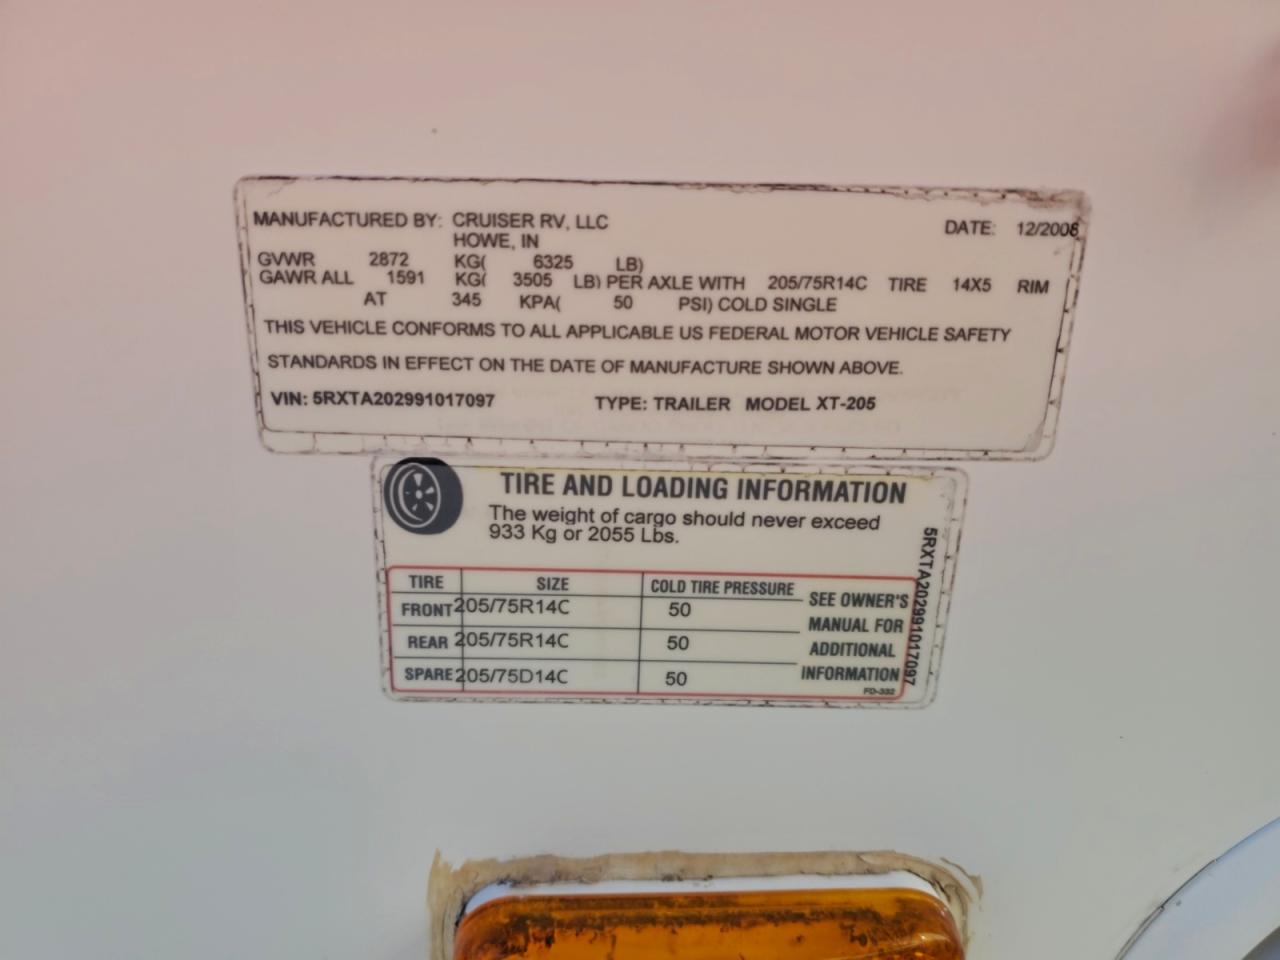 MANUFACTURED BY: CRUISER RV, LLC DATE: 12/2008
HOWE, IN
GVWR 2872 KG( 6325 LB)
GAWR ALL 1591 KG( 3505 LB) PER AXLE WITH 205/75R14C TIRE 14X5 RIM
AT 345 KPA( 50 PSI) COLD SINGLE
THIS VEHICLE CONFORMS TO ALL APPLICABLE US FEDERAL MOTOR VEHICLE SAFETY
STANDARDS IN EFFECT ON THE DATE OF MANUFACTURE SHOWN ABOVE.
VIN: 5RXTA202991017097 TYPE: TRAILER MODEL XT-205
TIRE AND LOADING INFORMATION
The weight of cargo should never exceed
933 Kg or 2055 Lbs.
TIRE SIZE COLD TIRE PRESSURE
FRONT 205/75R14C 50
REAR 205/75R14C 50
SPARE 205/75D14C 50
SEE OWNER'S
MANUAL FOR
ADDITIONAL
INFORMATION
FD-332
5RXTA202991017097